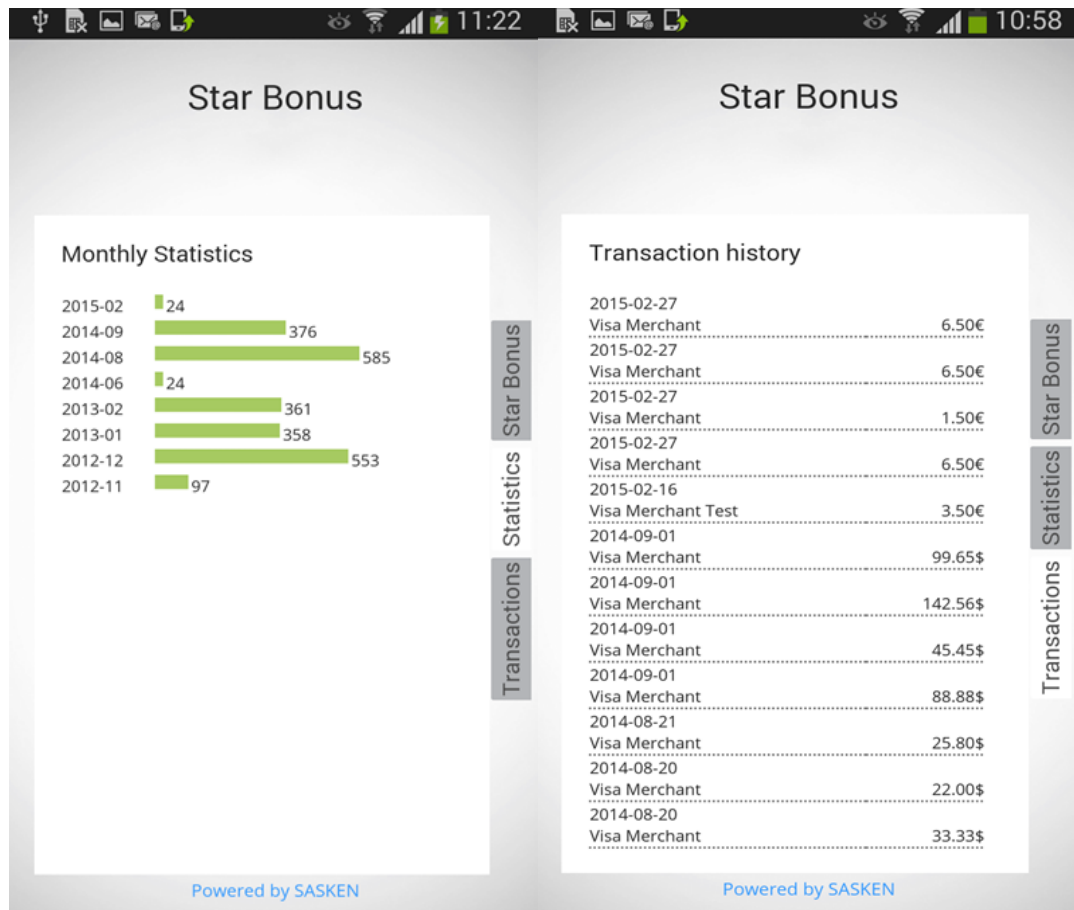 11:22
Star Bonus
Monthly Statistics
2015-02 24
2014-09 376
2014-08 585
2014-06 24
2013-02 361
2013-01 358
2012-12 553
2012-11 97
Star Bonus
Statistics
Transactions
Powered by SASKEN
10:58
Star Bonus
Transaction history
2015-02-27
Visa Merchant 6.50€
2015-02-27
Visa Merchant 6.50€
2015-02-27
Visa Merchant 1.50€
2015-02-27
Visa Merchant 6.50€
2015-02-16
Visa Merchant Test 3.50€
2014-09-01
Visa Merchant 99.65$
2014-09-01
Visa Merchant 142.56$
2014-09-01
Visa Merchant 45.45$
2014-09-01
Visa Merchant 88.88$
2014-08-21
Visa Merchant 25.80$
2014-08-20
Visa Merchant 22.00$
2014-08-20
Visa Merchant 33.33$
Star Bonus
Statistics
Transactions
Powered by SASKEN